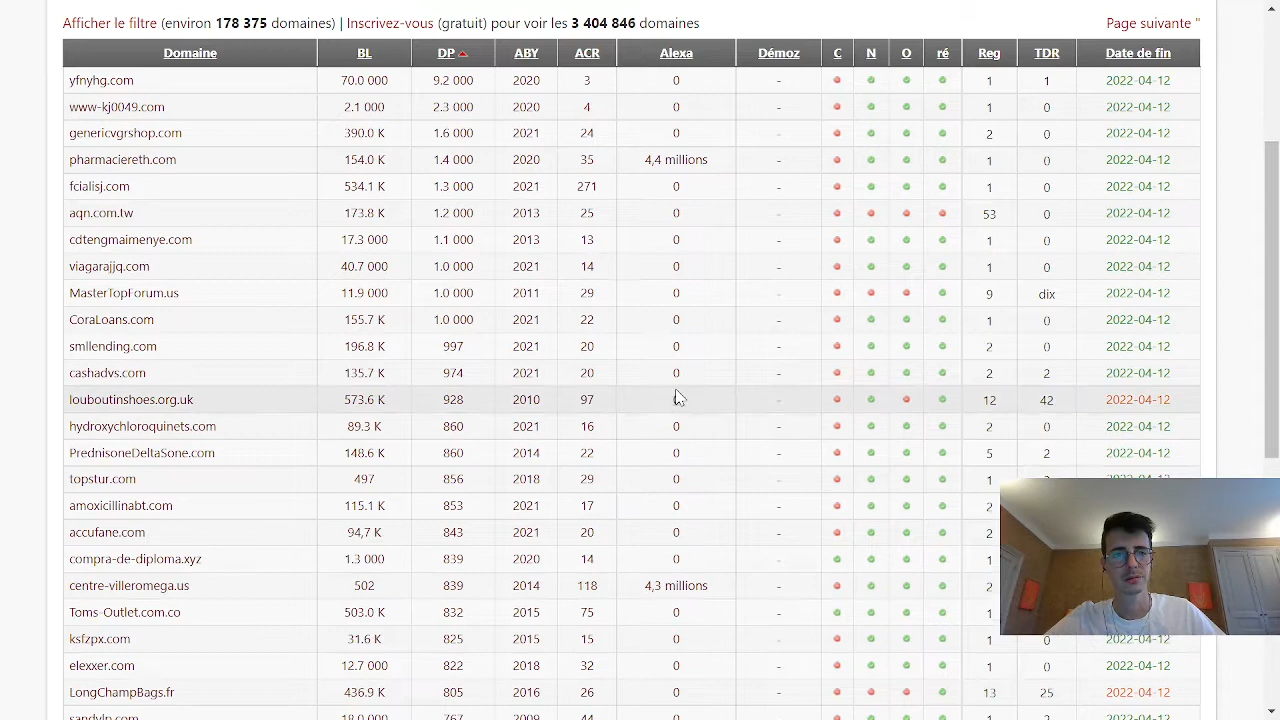 Afficher le filtre (environ 178 375 domaines) | Inscrivez-vous (gratuit) pour voir les 3 404 846 domaines Page suivante "
Domaine BL DP ABY ACR Alexa Démoz C N O ré Reg TDR Date de fin
yfnyhg.com 70.0 000 9.2 000 2020 3 0 - 1 1 2022-04-12
www-kj0049.com 2.1 000 2.3 000 2020 4 0 - 1 0 2022-04-12
genericvgrshop.com 390.0 K 1.6 000 2021 24 0 - 2 0 2022-04-12
pharmaciereth.com 154.0 K 1.4 000 2020 35 4,4 millions - 1 0 2022-04-12
fcialisj.com 534.1 K 1.3 000 2021 271 0 - 1 0 2022-04-12
aqn.com.tw 173.8 K 1.2 000 2013 25 0 - 53 0 2022-04-12
cdtengmaimenye.com 17.3 000 1.1 000 2013 13 0 - 1 0 2022-04-12
viagarajjq.com 40.7 000 1.0 000 2021 14 0 - 1 0 2022-04-12
MasterTopForum.us 11.9 000 1.0 000 2011 29 0 - 9 dix 2022-04-12
CoraLoans.com 155.7 K 1.0 000 2021 22 0 - 1 0 2022-04-12
smllending.com 196.8 K 997 2021 20 0 - 2 0 2022-04-12
cashadvs.com 135.7 K 974 2021 20 0 - 2 2 2022-04-12
louboutinshoes.org.uk 573.6 K 928 2010 97 - 12 42 2022-04-12
hydroxychloroquinets.com 89.3 K 860 2021 16 0 - 2 0 2022-04-12
PrednisoneDeltaSone.com 148.6 K 860 2014 22 0 - 5 2 2022-04-12
topstur.com 497 856 2018 29 0 - 1
amoxicillinabt.com 115.1 K 853 2021 17 0 - 2
accufane.com 94,7 K 843 2021 20 0 - 2
compra-de-diploma.xyz 1.3 000 839 2020 14 0 - 1
centre-villeromega.us 502 839 2014 118 4,3 millions - 2
Toms-Outlet.com.co 503.0 K 832 2015 75 0 - 1
ksfzpx.com 31.6 K 825 2015 15 0 - 1 0 2022-04-12
elexxer.com 12.7 000 822 2018 32 0 - 1 0 2022-04-12
LongChampBags.fr 436.9 K 805 2016 26 0 - 13 25 2022-04-12
sandylp.com 18.0 000 767 2009 44 0